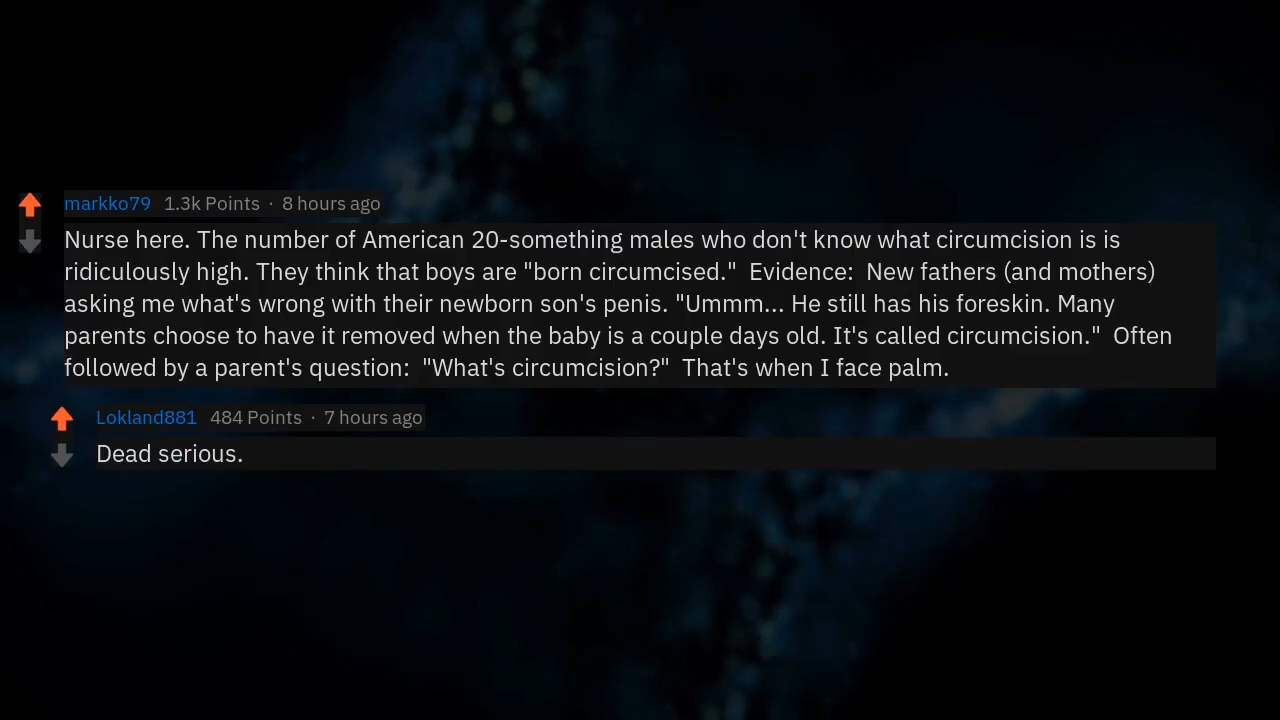 markko79 1.3k Points · 8 hours ago
Nurse here. The number of American 20-something males who don't know what circumcision is is
ridiculously high. They think that boys are "born circumcised."  Evidence:  New fathers (and mothers)
asking me what's wrong with their newborn son's penis. "Ummm... He still has his foreskin. Many
parents choose to have it removed when the baby is a couple days old. It's called circumcision."  Often
followed by a parent's question:  "What's circumcision?"  That's when I face palm.
Lokland881 484 Points · 7 hours ago
Dead serious.